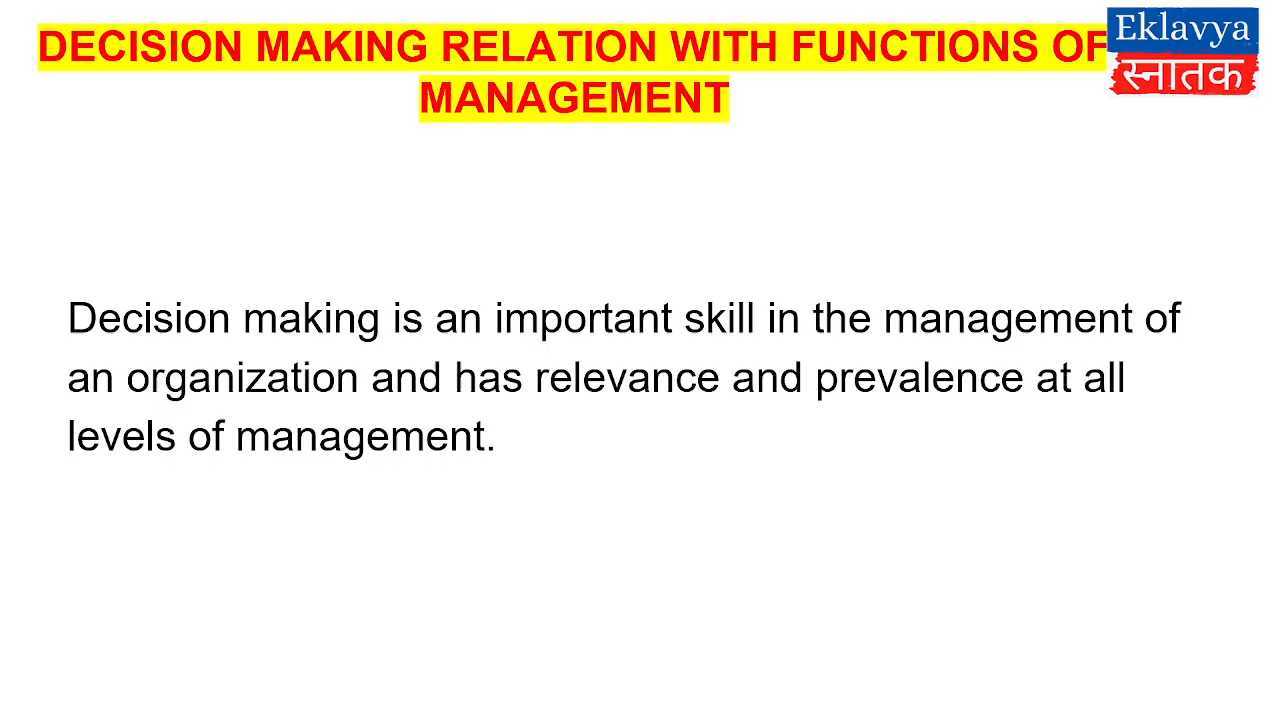 DECISION MAKING RELATION WITH FUNCTIONS OF
MANAGEMENT
Eklavya
स्नातक
Decision making is an important skill in the management of
an organization and has relevance and prevalence at all
levels of management.